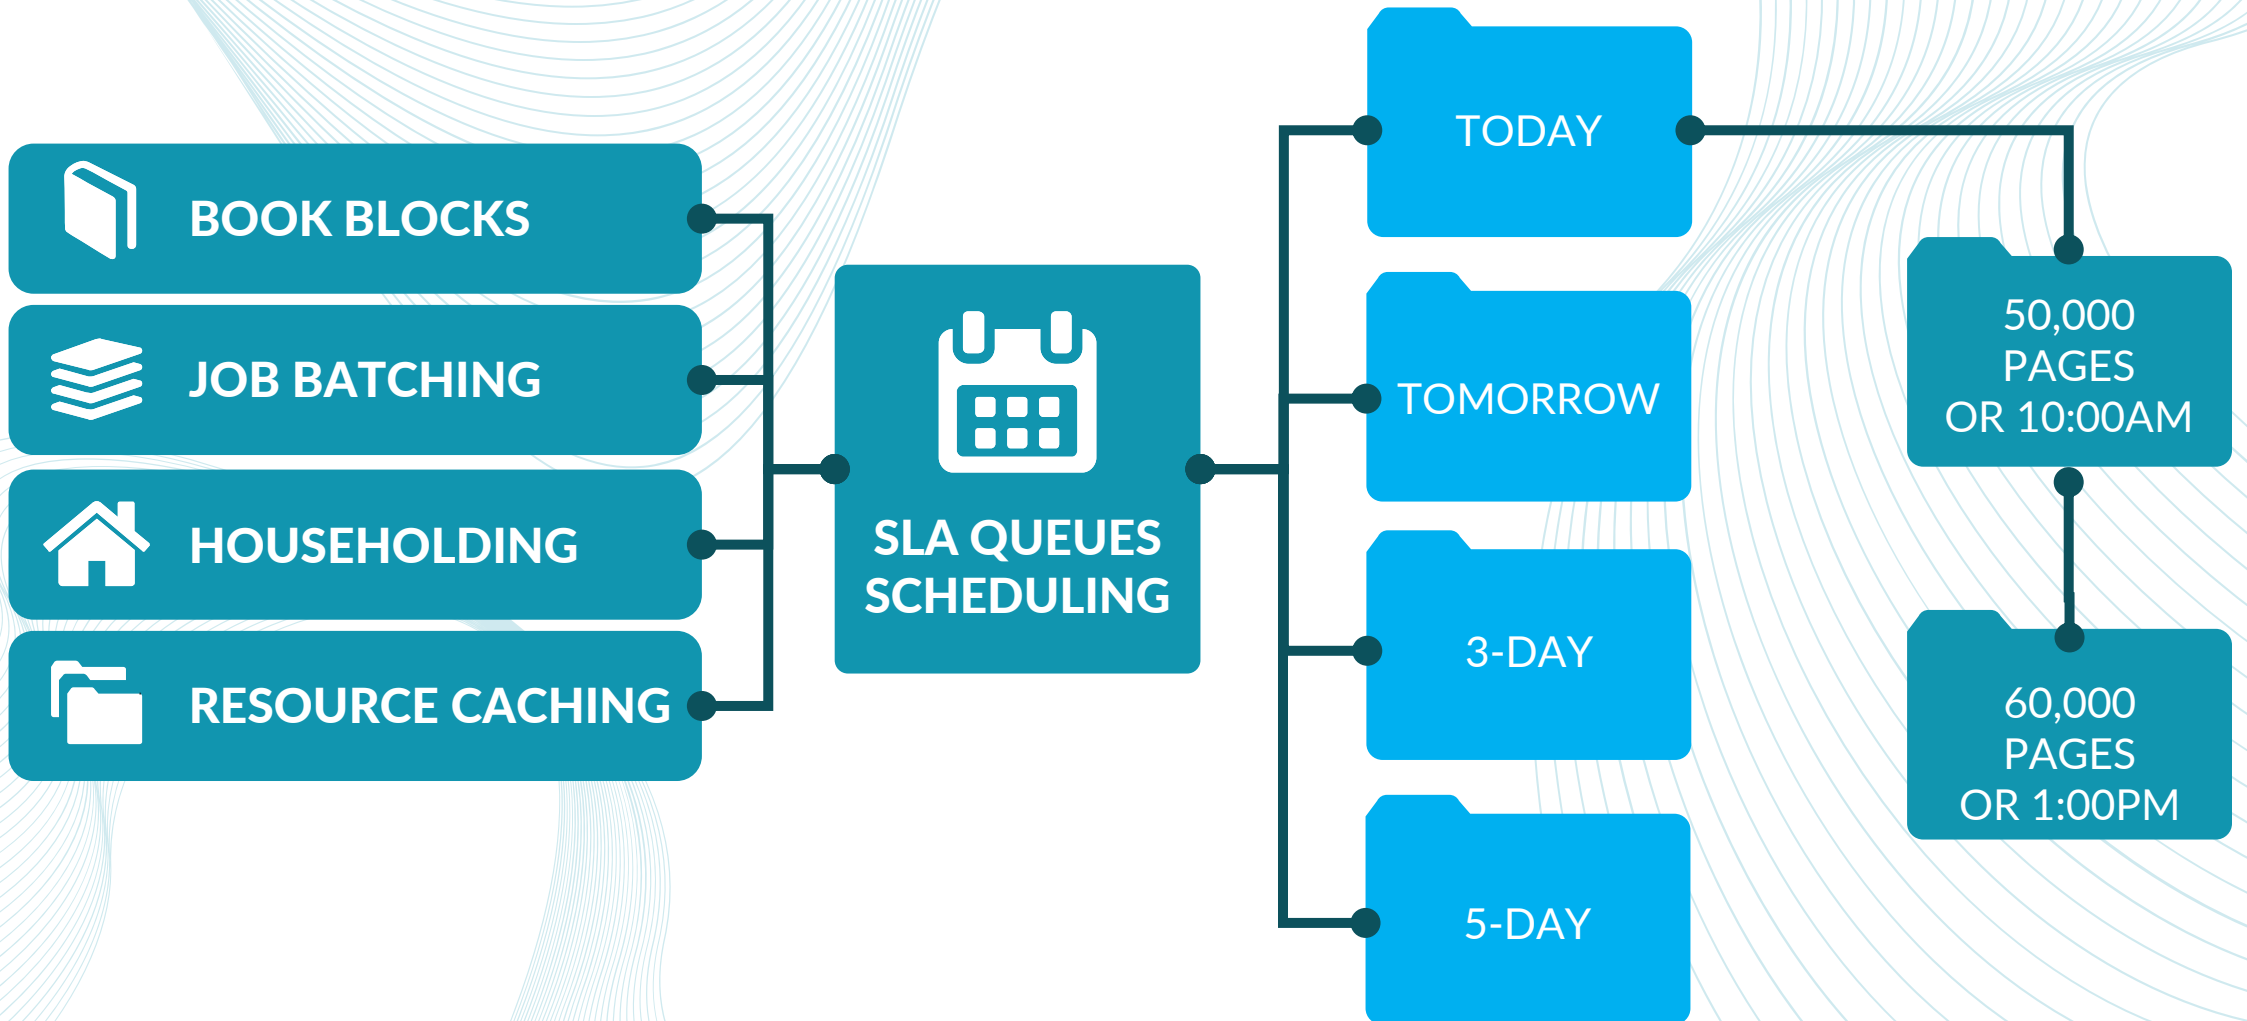 BOOK BLOCKS
JOB BATCHING
HOUSEHOLDING
RESOURCE CACHING
SLA QUEUES
SCHEDULING
TODAY
TOMORROW
3-DAY
5-DAY
50,000
PAGES
OR 10:00AM
60,000
PAGES
OR 1:00PM